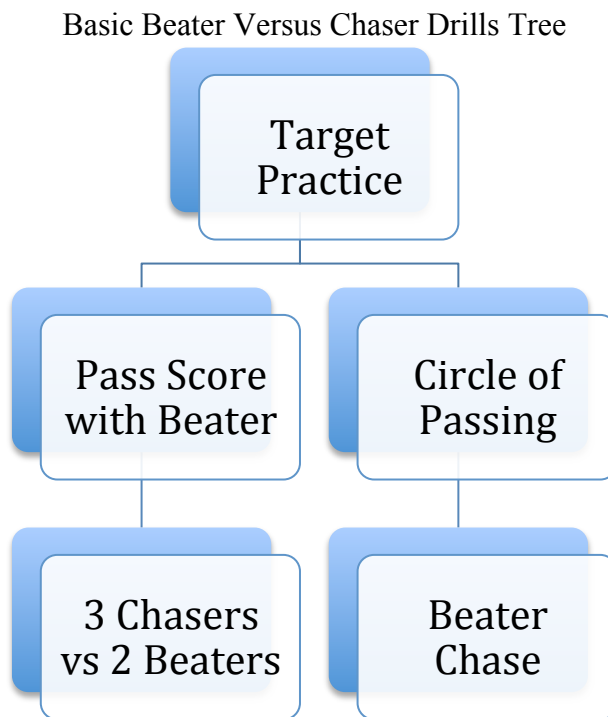 Basic Beater Versus Chaser Drills Tree
Target
Practice
Pass Score
with Beater
Circle of
Passing
3 Chasers
vs 2 Beaters
Beater
Chase